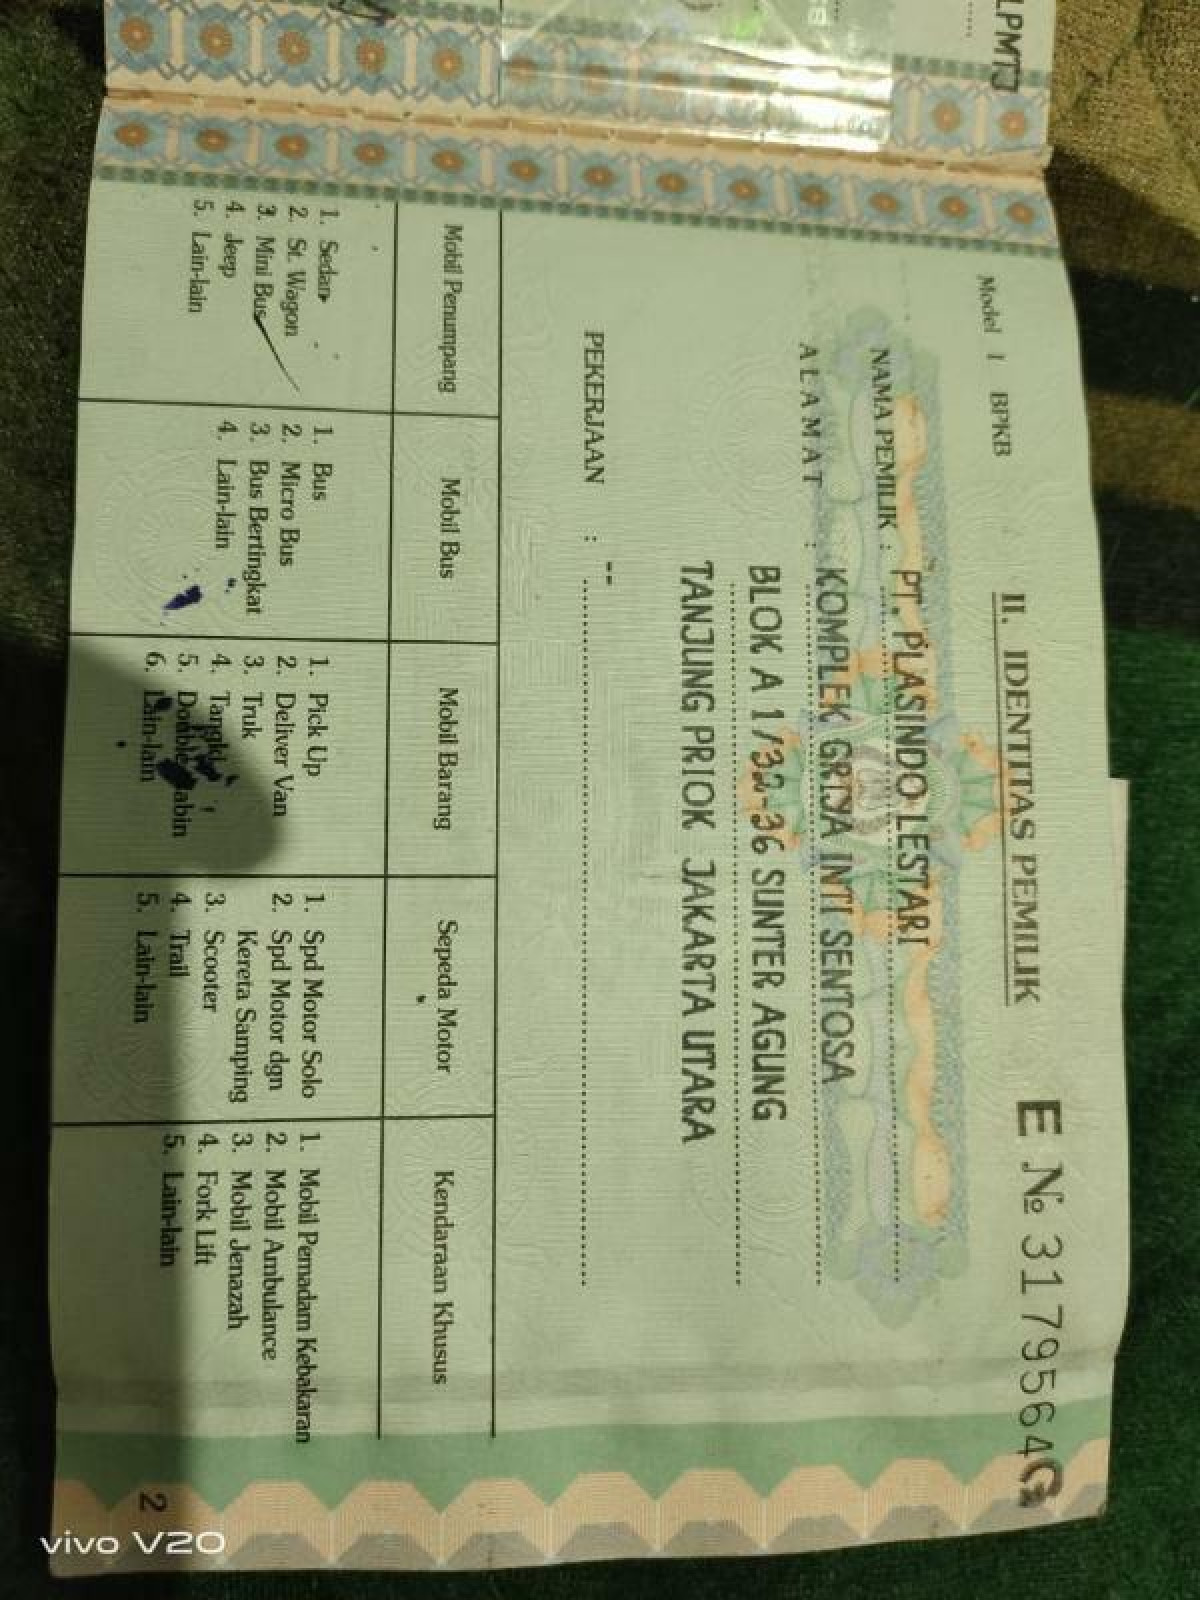 LPMTJ
Model 1 BPKB
II. IDENTITAS PEMILIK
E № 3179564G
NAMA PEMILIK : PT. PLASINDO LESTARI
ALAMAT : KOMPLEK GRIYA INTI SENTOSA
BLOK A 1/32-36 SUNTER AGUNG
TANJUNG PRIOK JAKARTA UTARA
PEKERJAAN : --
Mobil Penumpang
1. Sedan
2. St. Wagon
3. Mini Bus
4. Jeep
5. Lain-lain
Mobil Bus
1. Bus
2. Micro Bus
3. Bus Bertingkat
4. Lain-lain
Mobil Barang
1. Pick Up
2. Deliver Van
3. Truk
4. Tangki
5. Double Cabin
6. Lain-lain
Sepeda Motor
1. Spd Motor Solo
2. Spd Motor dgn
Kereta Samping
3. Scooter
4. Trail
5. Lain-lain
Kendaraan Khusus
1. Mobil Pemadam Kebakaran
2. Mobil Ambulance
3. Mobil Jenazah
4. Fork Lift
5. Lain-lain
2
vivo V20